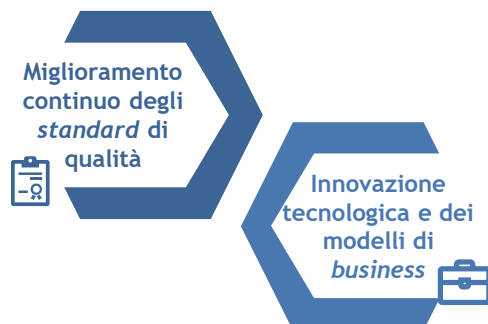 Miglioramento
continuo degli
standard di
qualità
Innovazione
tecnologica e dei
modelli di
business